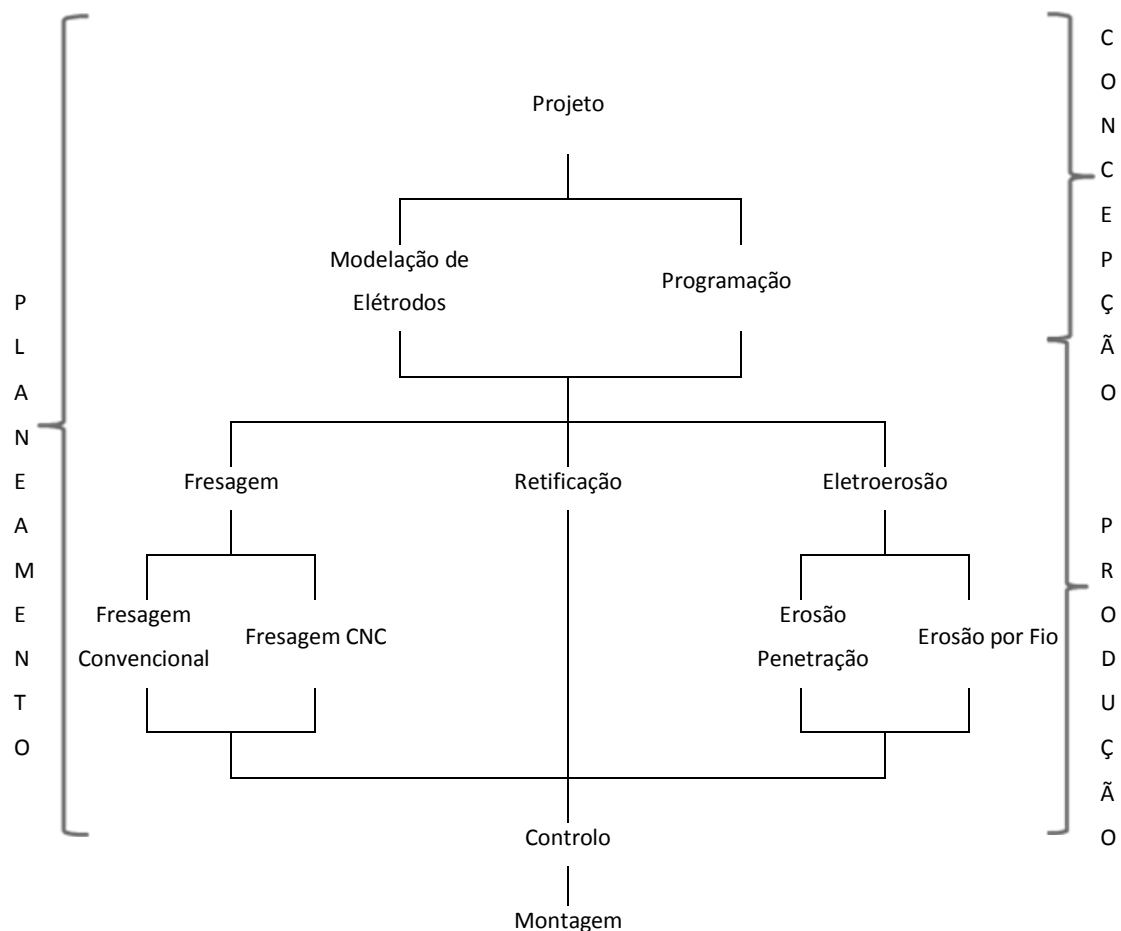 Projeto
Modelação de
Elétrodos
Programação
Fresagem
Retificação
Eletroerosão
Fresagem
Convencional
Fresagem CNC
Erosão
Penetração
Erosão por Fio
Controlo
Montagem
P
L
A
N
E
A
M
E
N
T
O
C
O
N
C
E
P
Ç
Ã
O
P
R
O
D
U
Ç
Ã
O